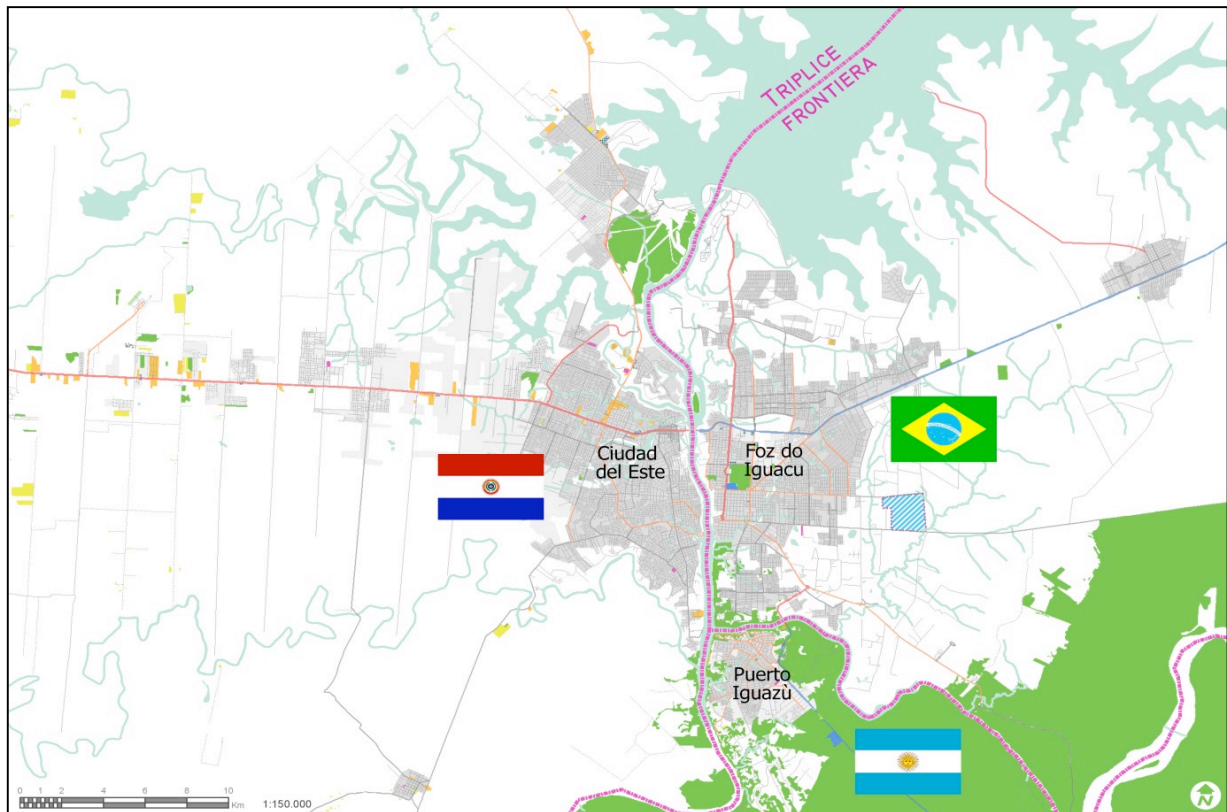 TRIPLICE
FRONTIERA
Ciudad
del Este
Foz do
Iguacu
Puerto
Iguazù
0 1 2 4 6 8 10
Km
1:150.000
N